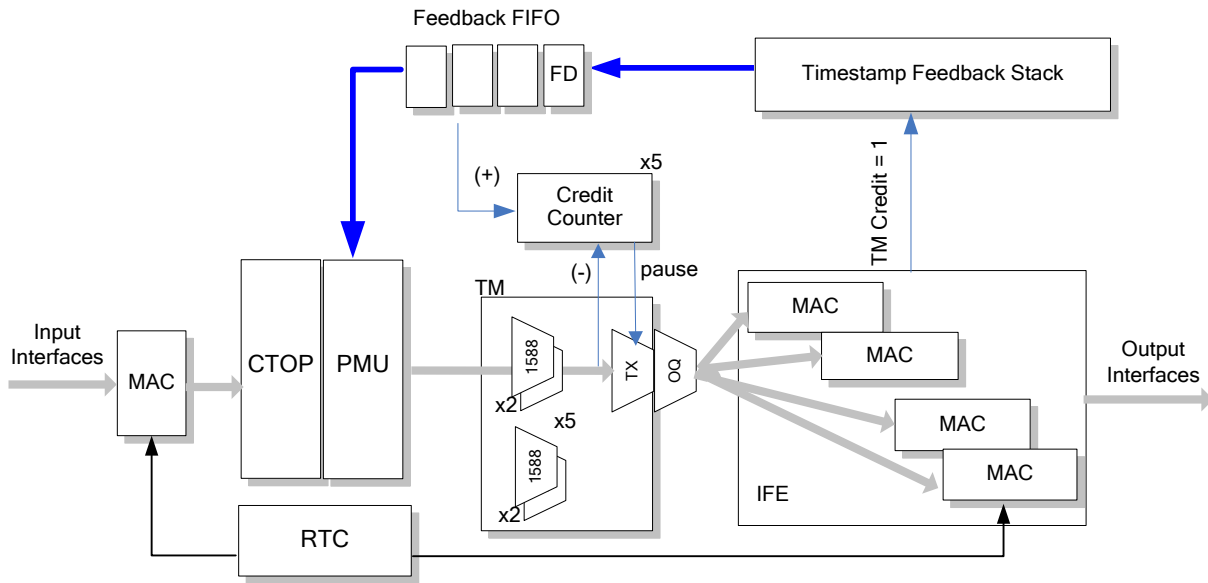 Feedback FIFO
FD
Timestamp Feedback Stack
x5
(+)
Credit
Counter
TM Credit = 1
(-)
pause
TM
Input
Interfaces
MAC
CTOP
PMU
1588
x2
x5
1588
x2
TX
OQ
MAC
MAC
MAC
MAC
IFE
Output
Interfaces
RTC